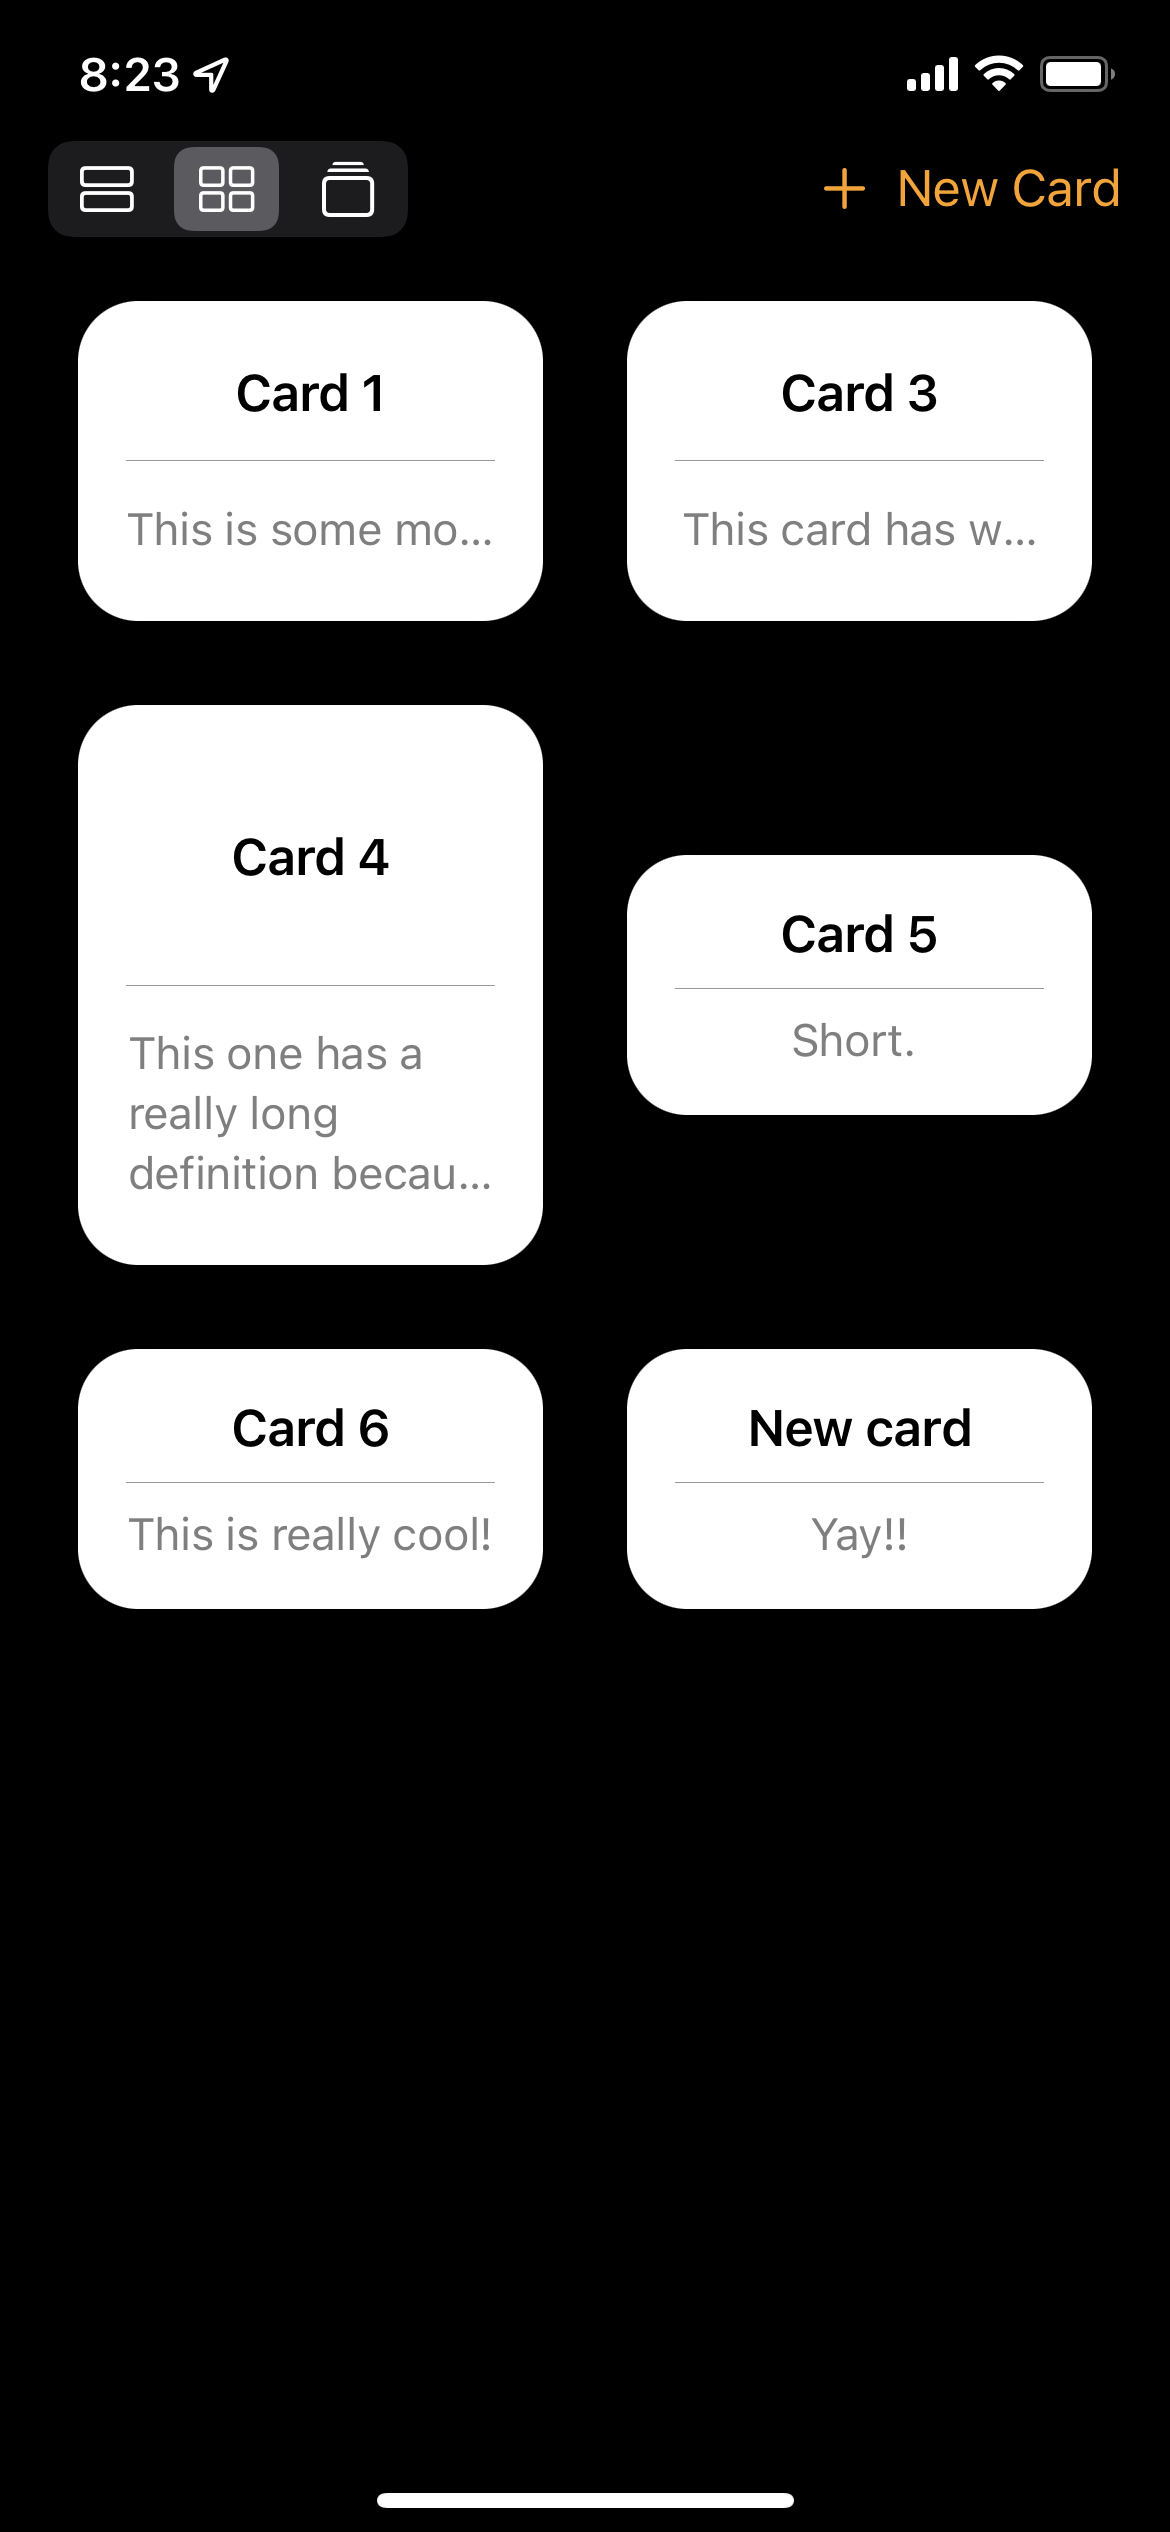 8:23
New Card
Card 1
This is some mo...
Card 3
This card has w...
Card 4
This one has a
really long
definition becau...
Card 5
Short.
Card 6
This is really cool!
New card
Yay!!